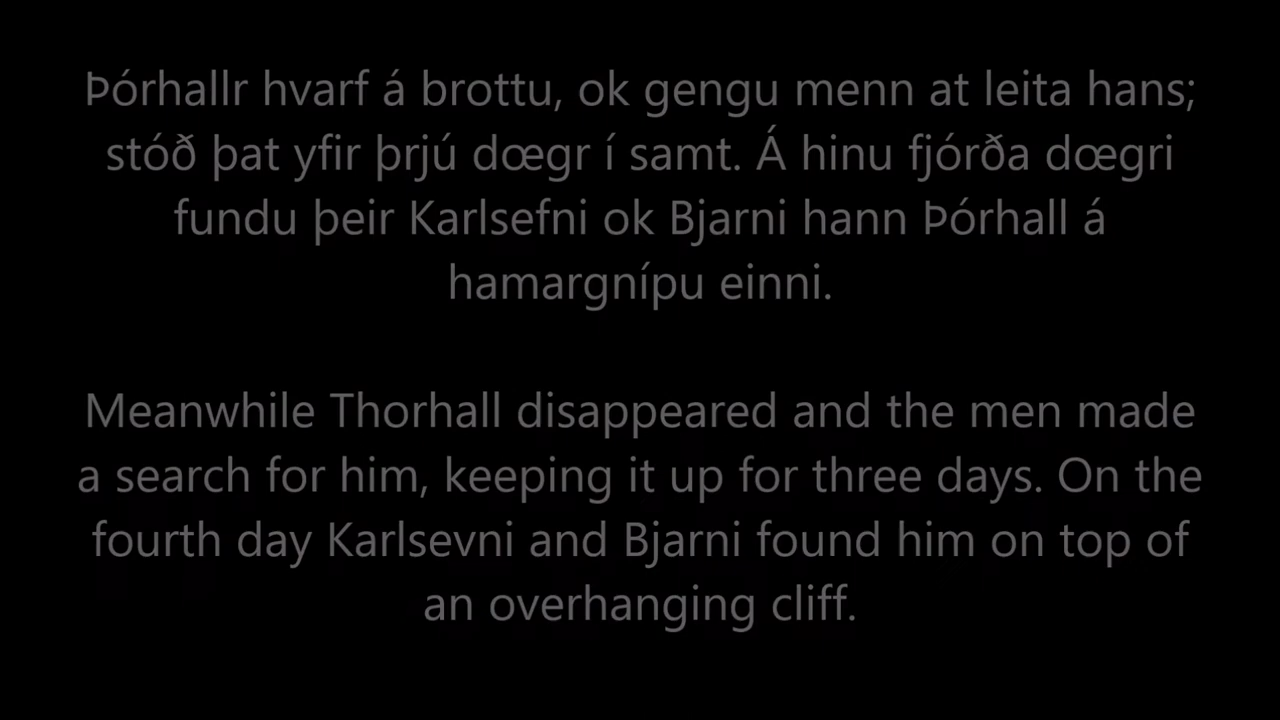 Þórhallr hvarf á brottu, ok gengu menn at leita hans;
stóð þat yfir þrjú dœgr í samt. Á hinu fjórða dœgri
fundu þeir Karlsefni ok Bjarni hann Þórhall á
hamargnípu einni.
Meanwhile Thorhall disappeared and the men made
a search for him, keeping it up for three days. On the
fourth day Karlsevni and Bjarni found him on top of
an overhanging cliff.